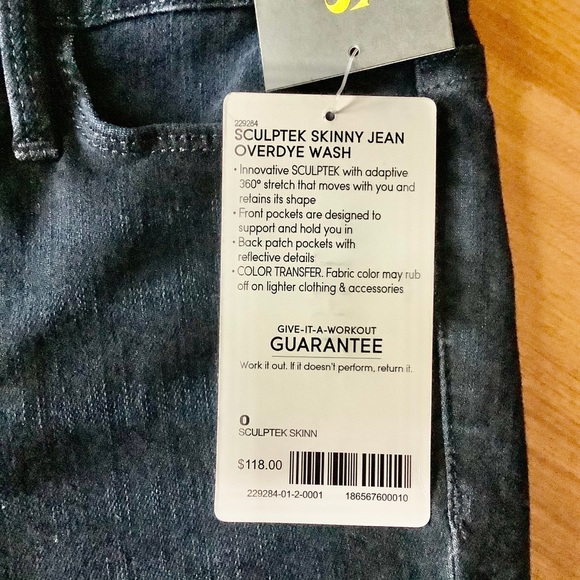 229284
SCULPTEK SKINNY JEAN
OVERDYE WASH
• Innovative SCULPTEK with adaptive
360° stretch that moves with you and
retains its shape
• Front pockets are designed to
support and hold you in
• Back patch pockets with
reflective details
• COLOR TRANSFER. Fabric color may rub
off on lighter clothing & accessories
GIVE-IT-A-WORKOUT
GUARANTEE
Work it out. If it doesn't perform, return it.
0
SCULPTEK SKINN
$118.00
229284-01-2-0001 186567600010